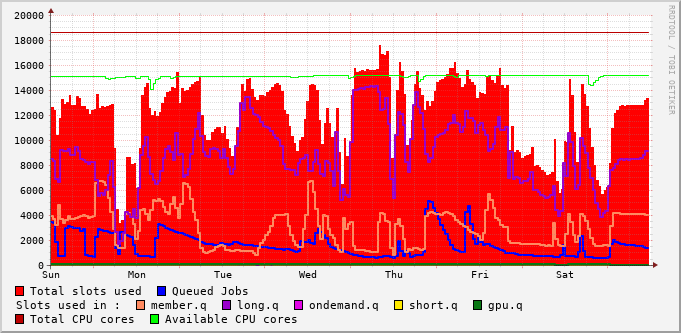 20000
18000
16000
14000
12000
10000
8000
6000
4000
2000
0
Sun Mon Tue Wed Thu Fri Sat
RRDTOOL / TOBI OETIKER
Total slots used Queued Jobs
Slots used in : member.q long.q ondemand.q short.q gpu.q
Total CPU cores Available CPU cores